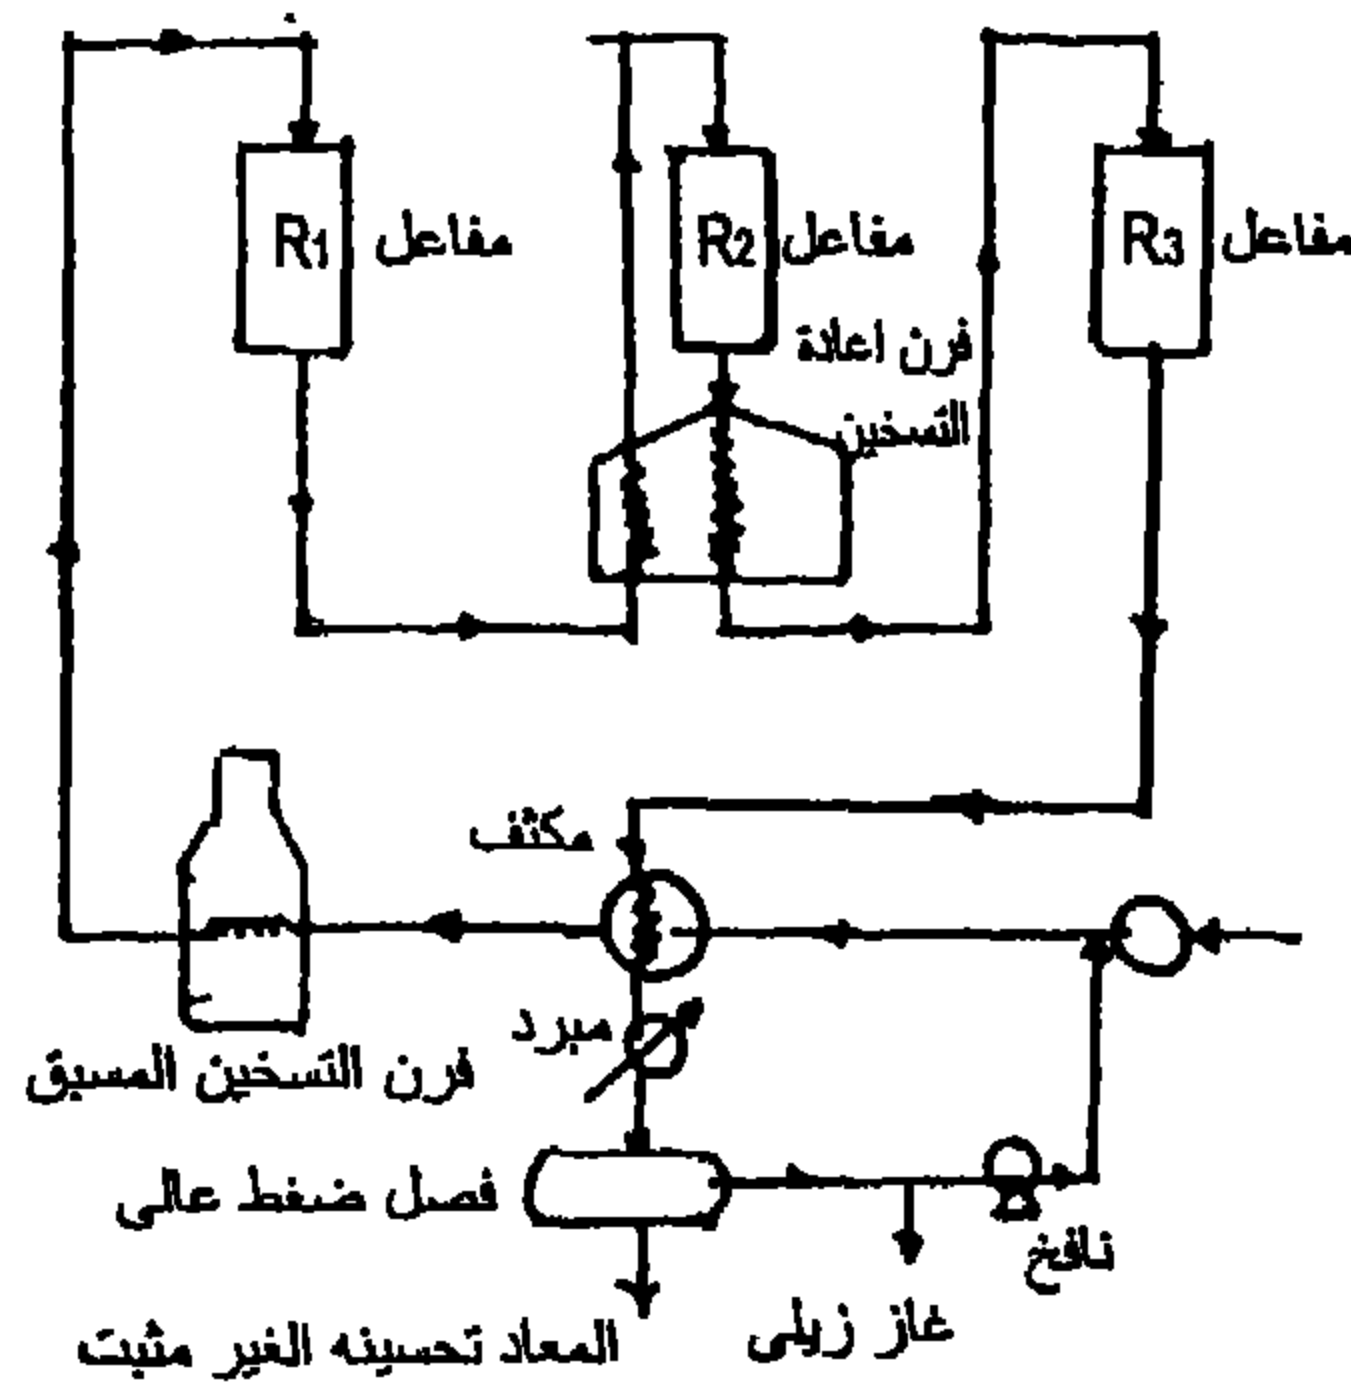 R1
مفاعل
R2
مفاعل
R3
مفاعل
فرن اعادة
التسخين
مكثف
مبرد
فرن التسخين المسبق
فصل ضغط عالى
نافخ
غاز زيلى
المعاد تحسينه الغير مثبت